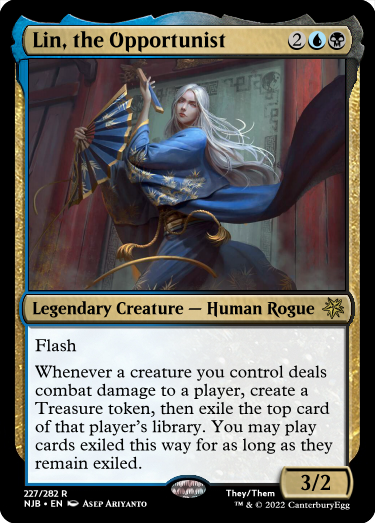 Lin, the Opportunist 2
Legendary Creature — Human Rogue
Flash
Whenever a creature you control deals
combat damage to a player, create a
Treasure token, then exile the top card
of that player's library. You may play
cards exiled this way for as long as they
remain exiled.
3/2
227/282 R
NJB • EN Asep Ariyanto
They/Them
™ & © 2022 CanterburyEgg